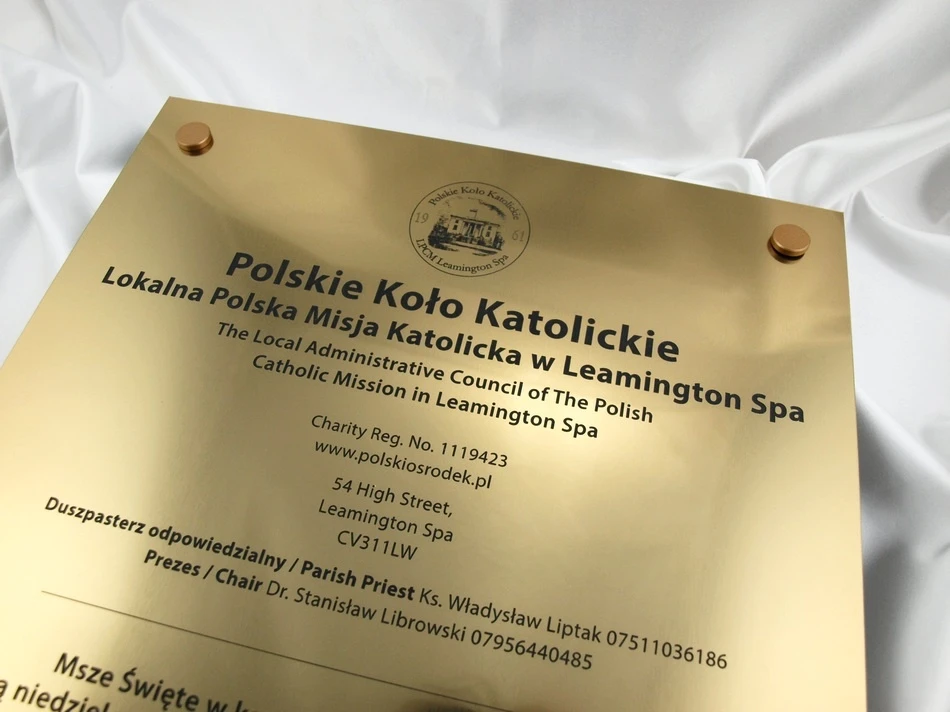 Polskie Koło Katolickie
19 61
LPCM Leamington Spa
Polskie Koło Katolickie
Lokalna Polska Misja Katolicka w Leamington Spa
The Local Administrative Council of The Polish
Catholic Mission in Leamington Spa
Charity Reg. No. 1119423
www.polskiosrodek.pl
54 High Street,
Leamington Spa
CV311LW
Duszpasterz odpowiedzialny / Parish Priest Ks. Władysław Liptak 07511036186
Prezes / Chair Dr. Stanisław Librowski 07956440485
Msze Święte w